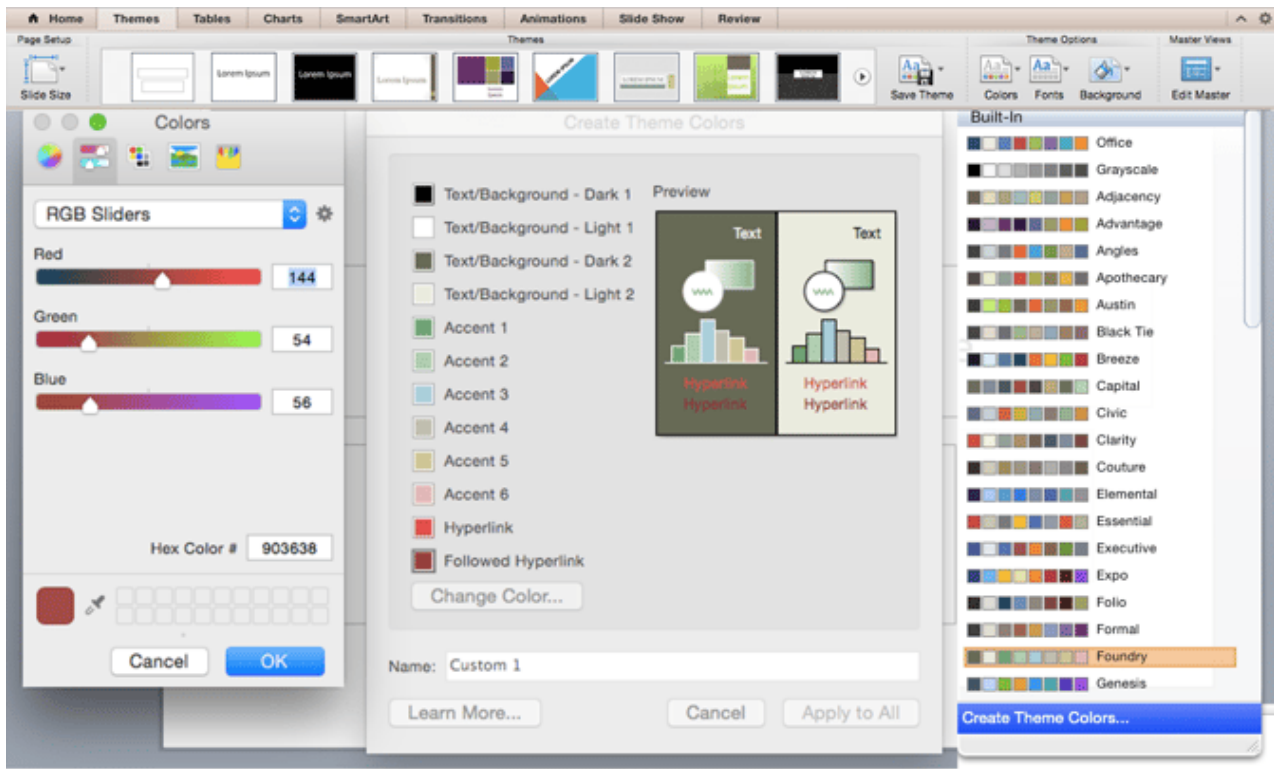 Home Themes Tables Charts SmartArt Transitions Animations Slide Show Review
Page Setup Themes Theme Options Master Views
Lorem Ipsum
Lorem Ipsum
Slide Size Save Theme Colors Fonts Background Edit Master
Colors
RGB Sliders
Red
144
Green
54
Blue
56
Hex Color # 903638
Cancel OK
Create Theme Colors
Text/Background - Dark 1
Text/Background - Light 1
Text/Background - Dark 2
Text/Background - Light 2
Accent 1
Accent 2
Accent 3
Accent 4
Accent 5
Accent 6
Hyperlink
Followed Hyperlink
Change Color...
Preview
Text Text
Hyperlink Hyperlink
Hyperlink Hyperlink
Name: Custom 1
Learn More... Cancel Apply to All
Built-In
Office
Grayscale
Adjacency
Advantage
Angles
Apothecary
Austin
Black Tie
Breeze
Capital
Civic
Clarity
Couture
Elemental
Essential
Executive
Expo
Folio
Formal
Foundry
Genesis
Create Theme Colors...